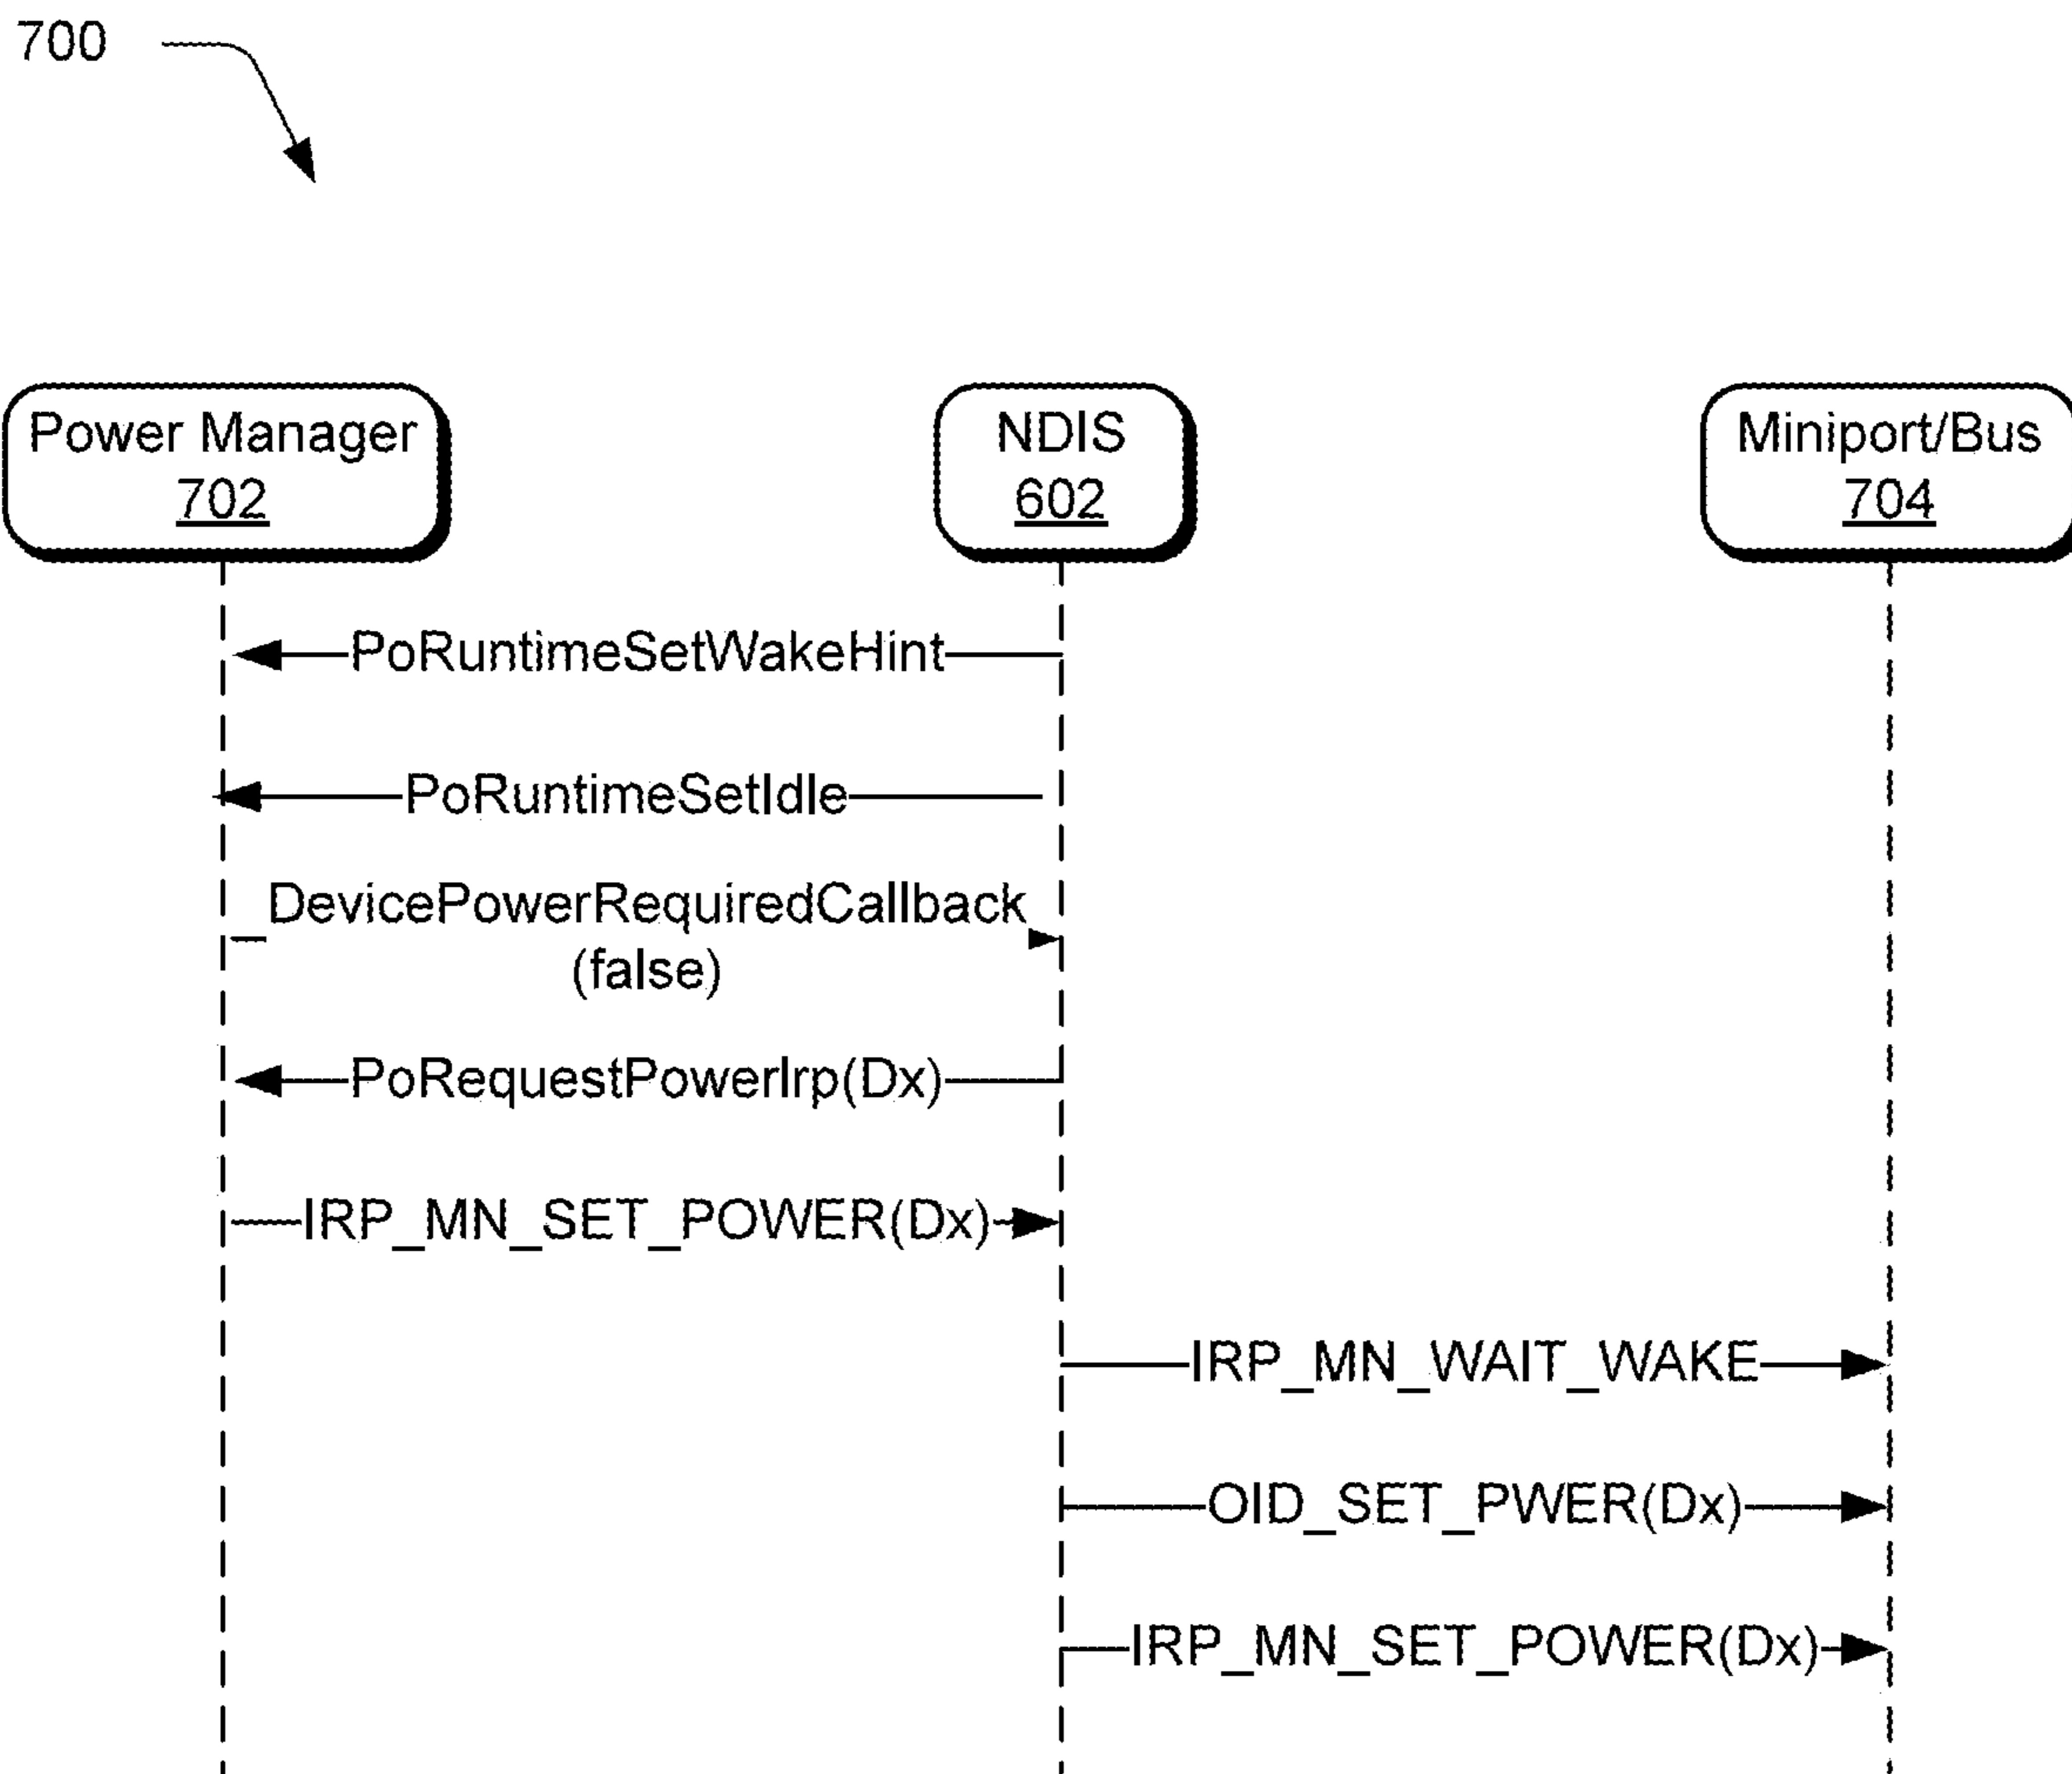 700
Power Manager
702
NDIS
602
Miniport/Bus
704
PoRuntimeSetWakeHint
PoRuntimeSetIdle
DevicePowerRequiredCallback
(false)
PoRequestPowerIrp(Dx)
IRP_MN_SET_POWER(Dx)
IRP_MN_WAIT_WAKE
OID_SET_PWER(Dx)
IRP_MN_SET_POWER(Dx)